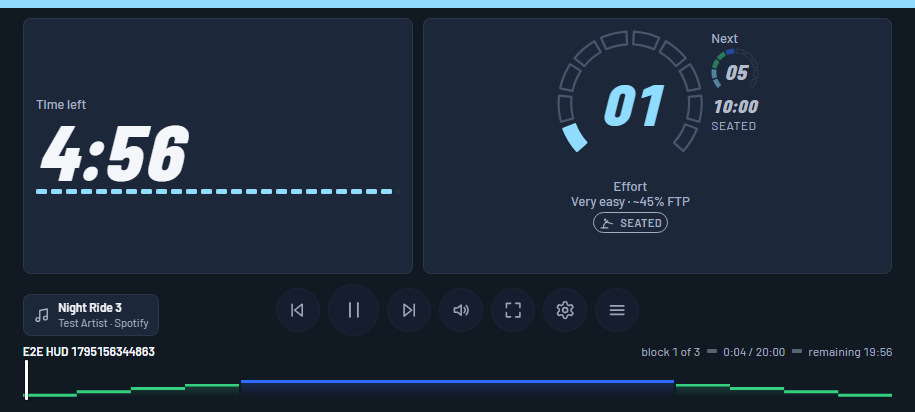 Time left
4:56
01
Effort
Very easy · ~45% FTP
SEATED
Next
05
10:00
SEATED
Night Ride 3
Test Artist · Spotify
E2E HUD 1795156344863
block 1 of 3
0:04 / 20:00
remaining 19:56